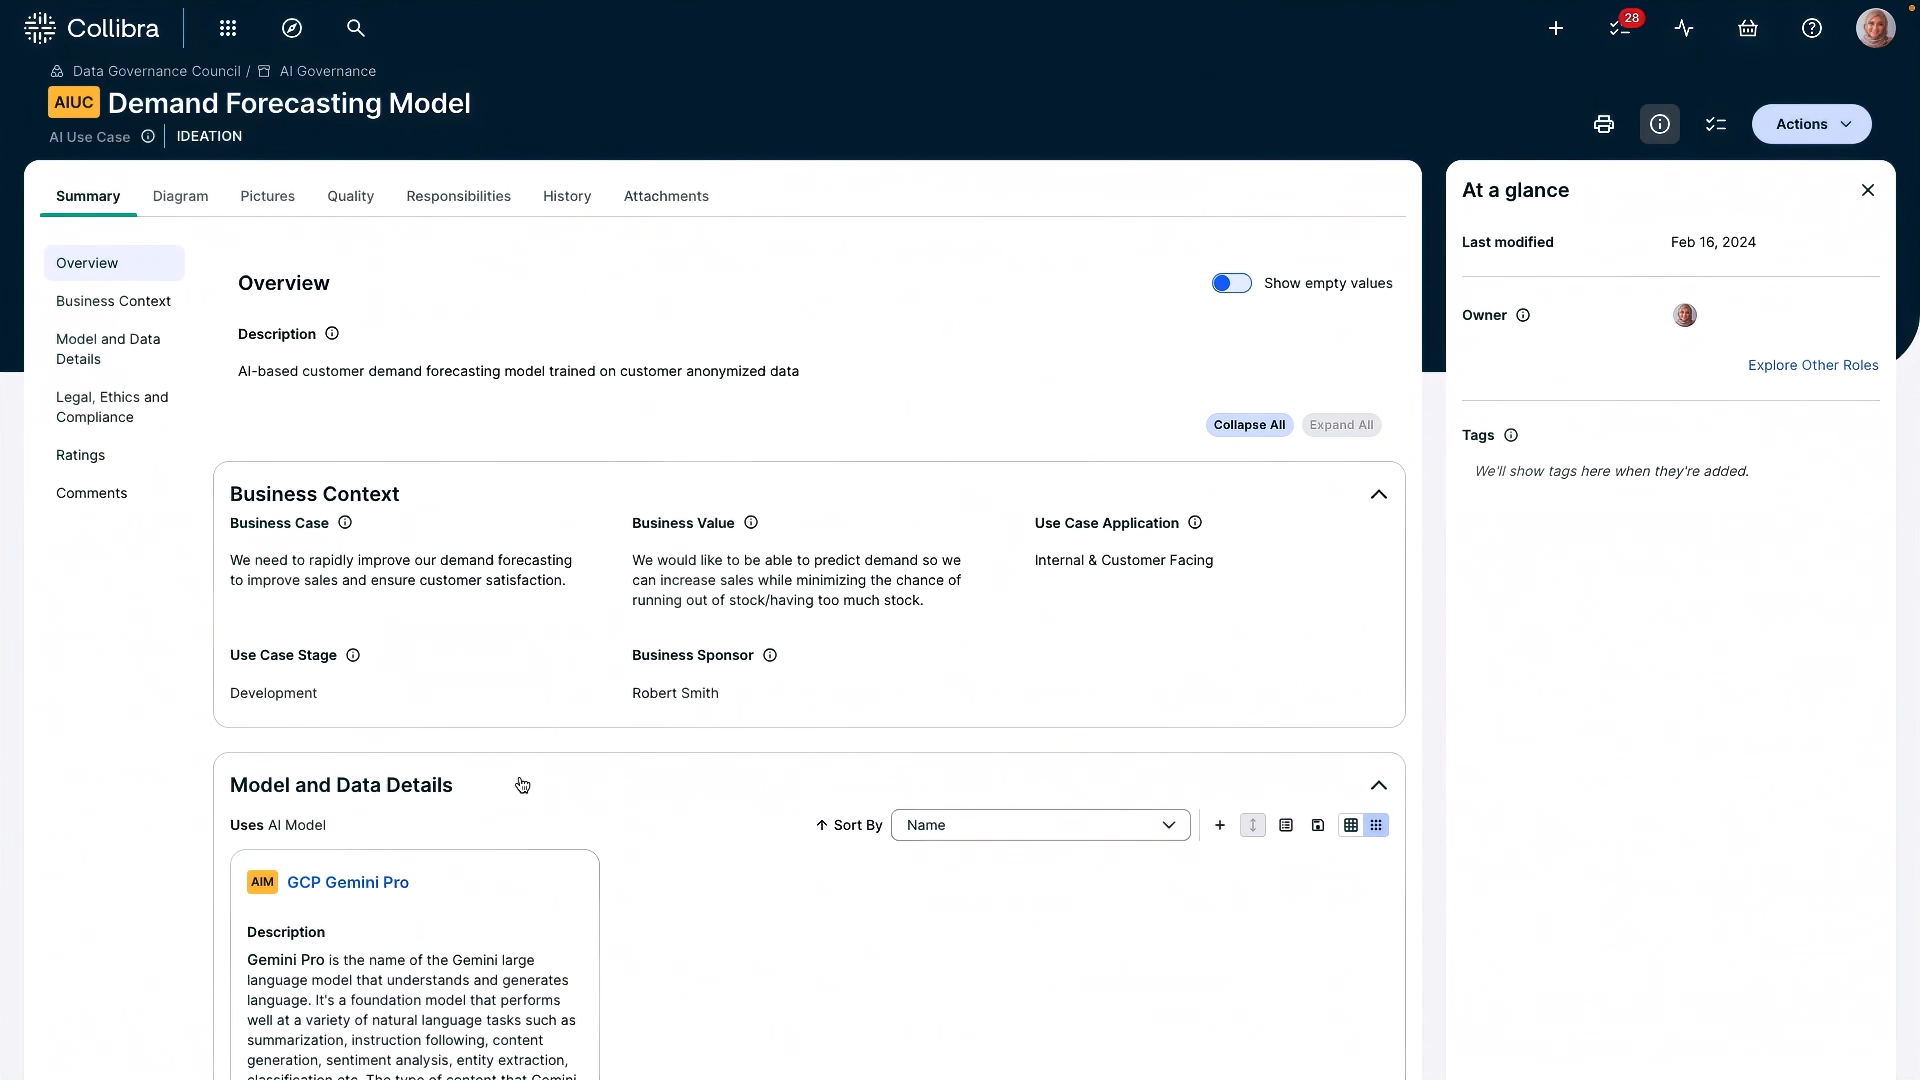 Collibra
28
Data Governance Council / AI Governance
AIUC Demand Forecasting Model
AI Use Case IDEATION
Actions
Summary Diagram Pictures Quality Responsibilities History Attachments
Overview
Business Context
Model and Data
Details
Legal, Ethics and
Compliance
Ratings
Comments
Overview
Show empty values
Description
AI-based customer demand forecasting model trained on customer anonymized data
Collapse All Expand All
Business Context
Business Case
We need to rapidly improve our demand forecasting
to improve sales and ensure customer satisfaction.
Business Value
We would like to be able to predict demand so we
can increase sales while minimizing the chance of
running out of stock/having too much stock.
Use Case Application
Internal & Customer Facing
Use Case Stage
Development
Business Sponsor
Robert Smith
Model and Data Details
Uses AI Model
Sort By Name
AIM GCP Gemini Pro
Description
Gemini Pro is the name of the Gemini large
language model that understands and generates
language. It's a foundation model that performs
well at a variety of natural language tasks such as
summarization, instruction following, content
generation, sentiment analysis, entity extraction,
classification etc. The type of content that Gemini
At a glance
Last modified Feb 16, 2024
Owner
Explore Other Roles
Tags
We'll show tags here when they're added.